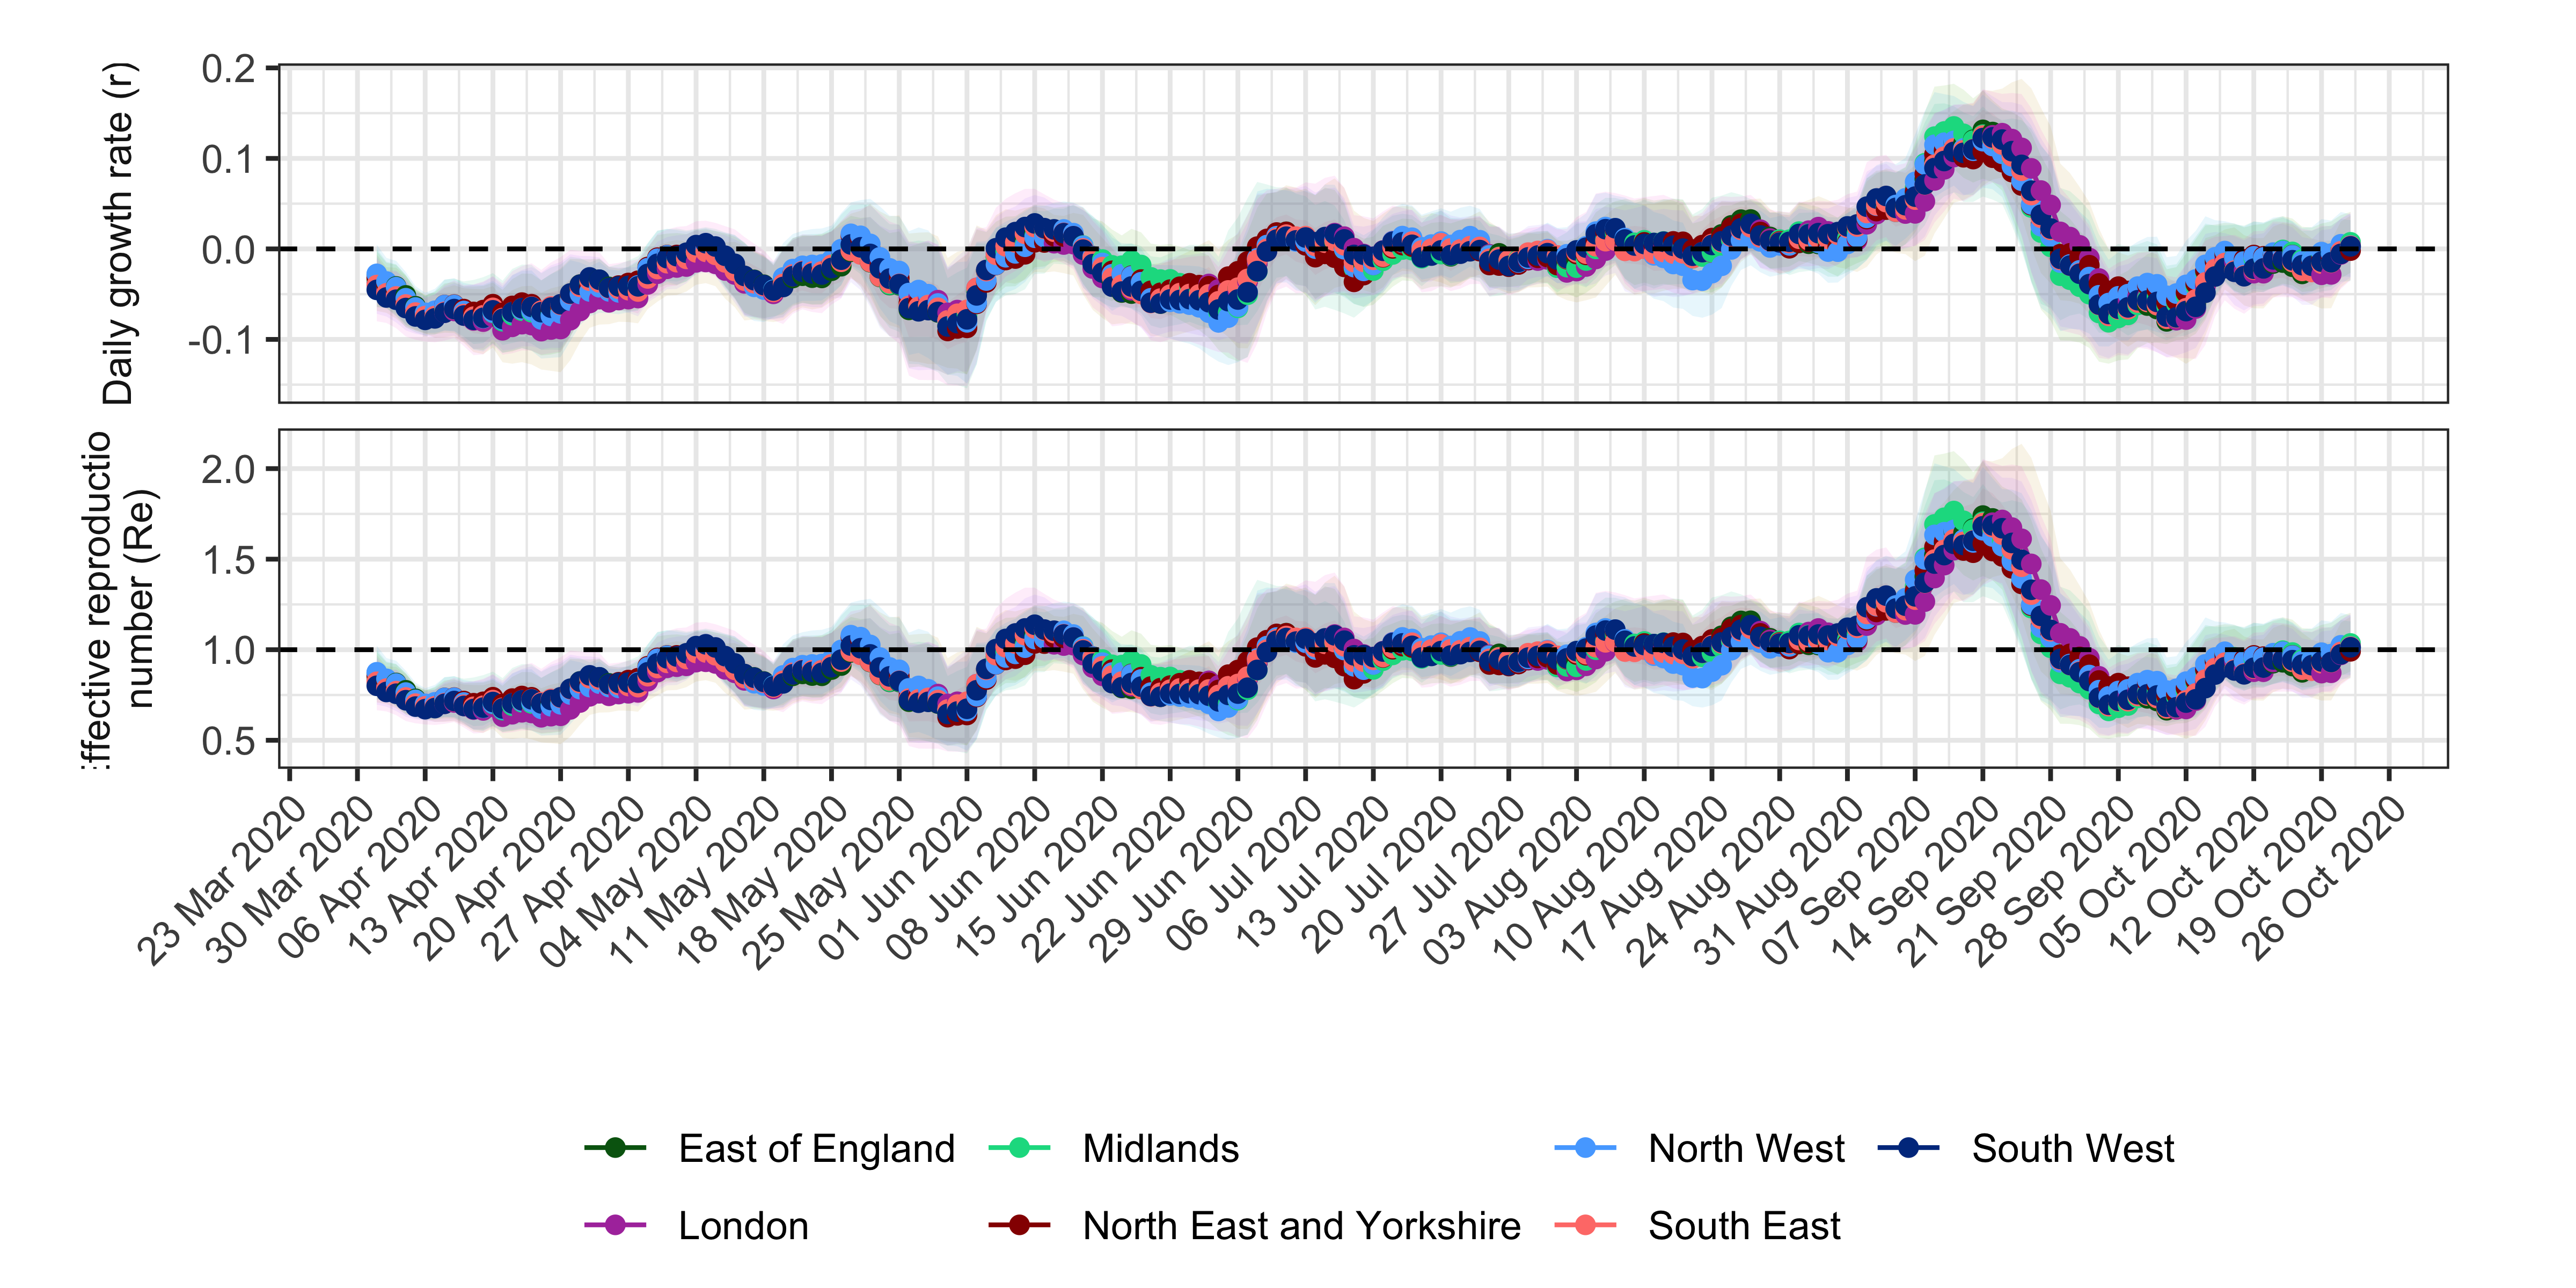 Daily growth rate (r)
0.2
0.1
0.0
-0.1
ffective reproductio
number (Re)
2.0
1.5
1.0
0.5
23 Mar 2020
30 Mar 2020
06 Apr 2020
13 Apr 2020
20 Apr 2020
27 Apr 2020
04 May 2020
11 May 2020
18 May 2020
25 May 2020
01 Jun 2020
08 Jun 2020
15 Jun 2020
22 Jun 2020
29 Jun 2020
06 Jul 2020
13 Jul 2020
20 Jul 2020
27 Jul 2020
03 Aug 2020
10 Aug 2020
17 Aug 2020
24 Aug 2020
31 Aug 2020
07 Sep 2020
14 Sep 2020
21 Sep 2020
28 Sep 2020
05 Oct 2020
12 Oct 2020
19 Oct 2020
26 Oct 2020
East of England Midlands North West South West
London North East and Yorkshire South East